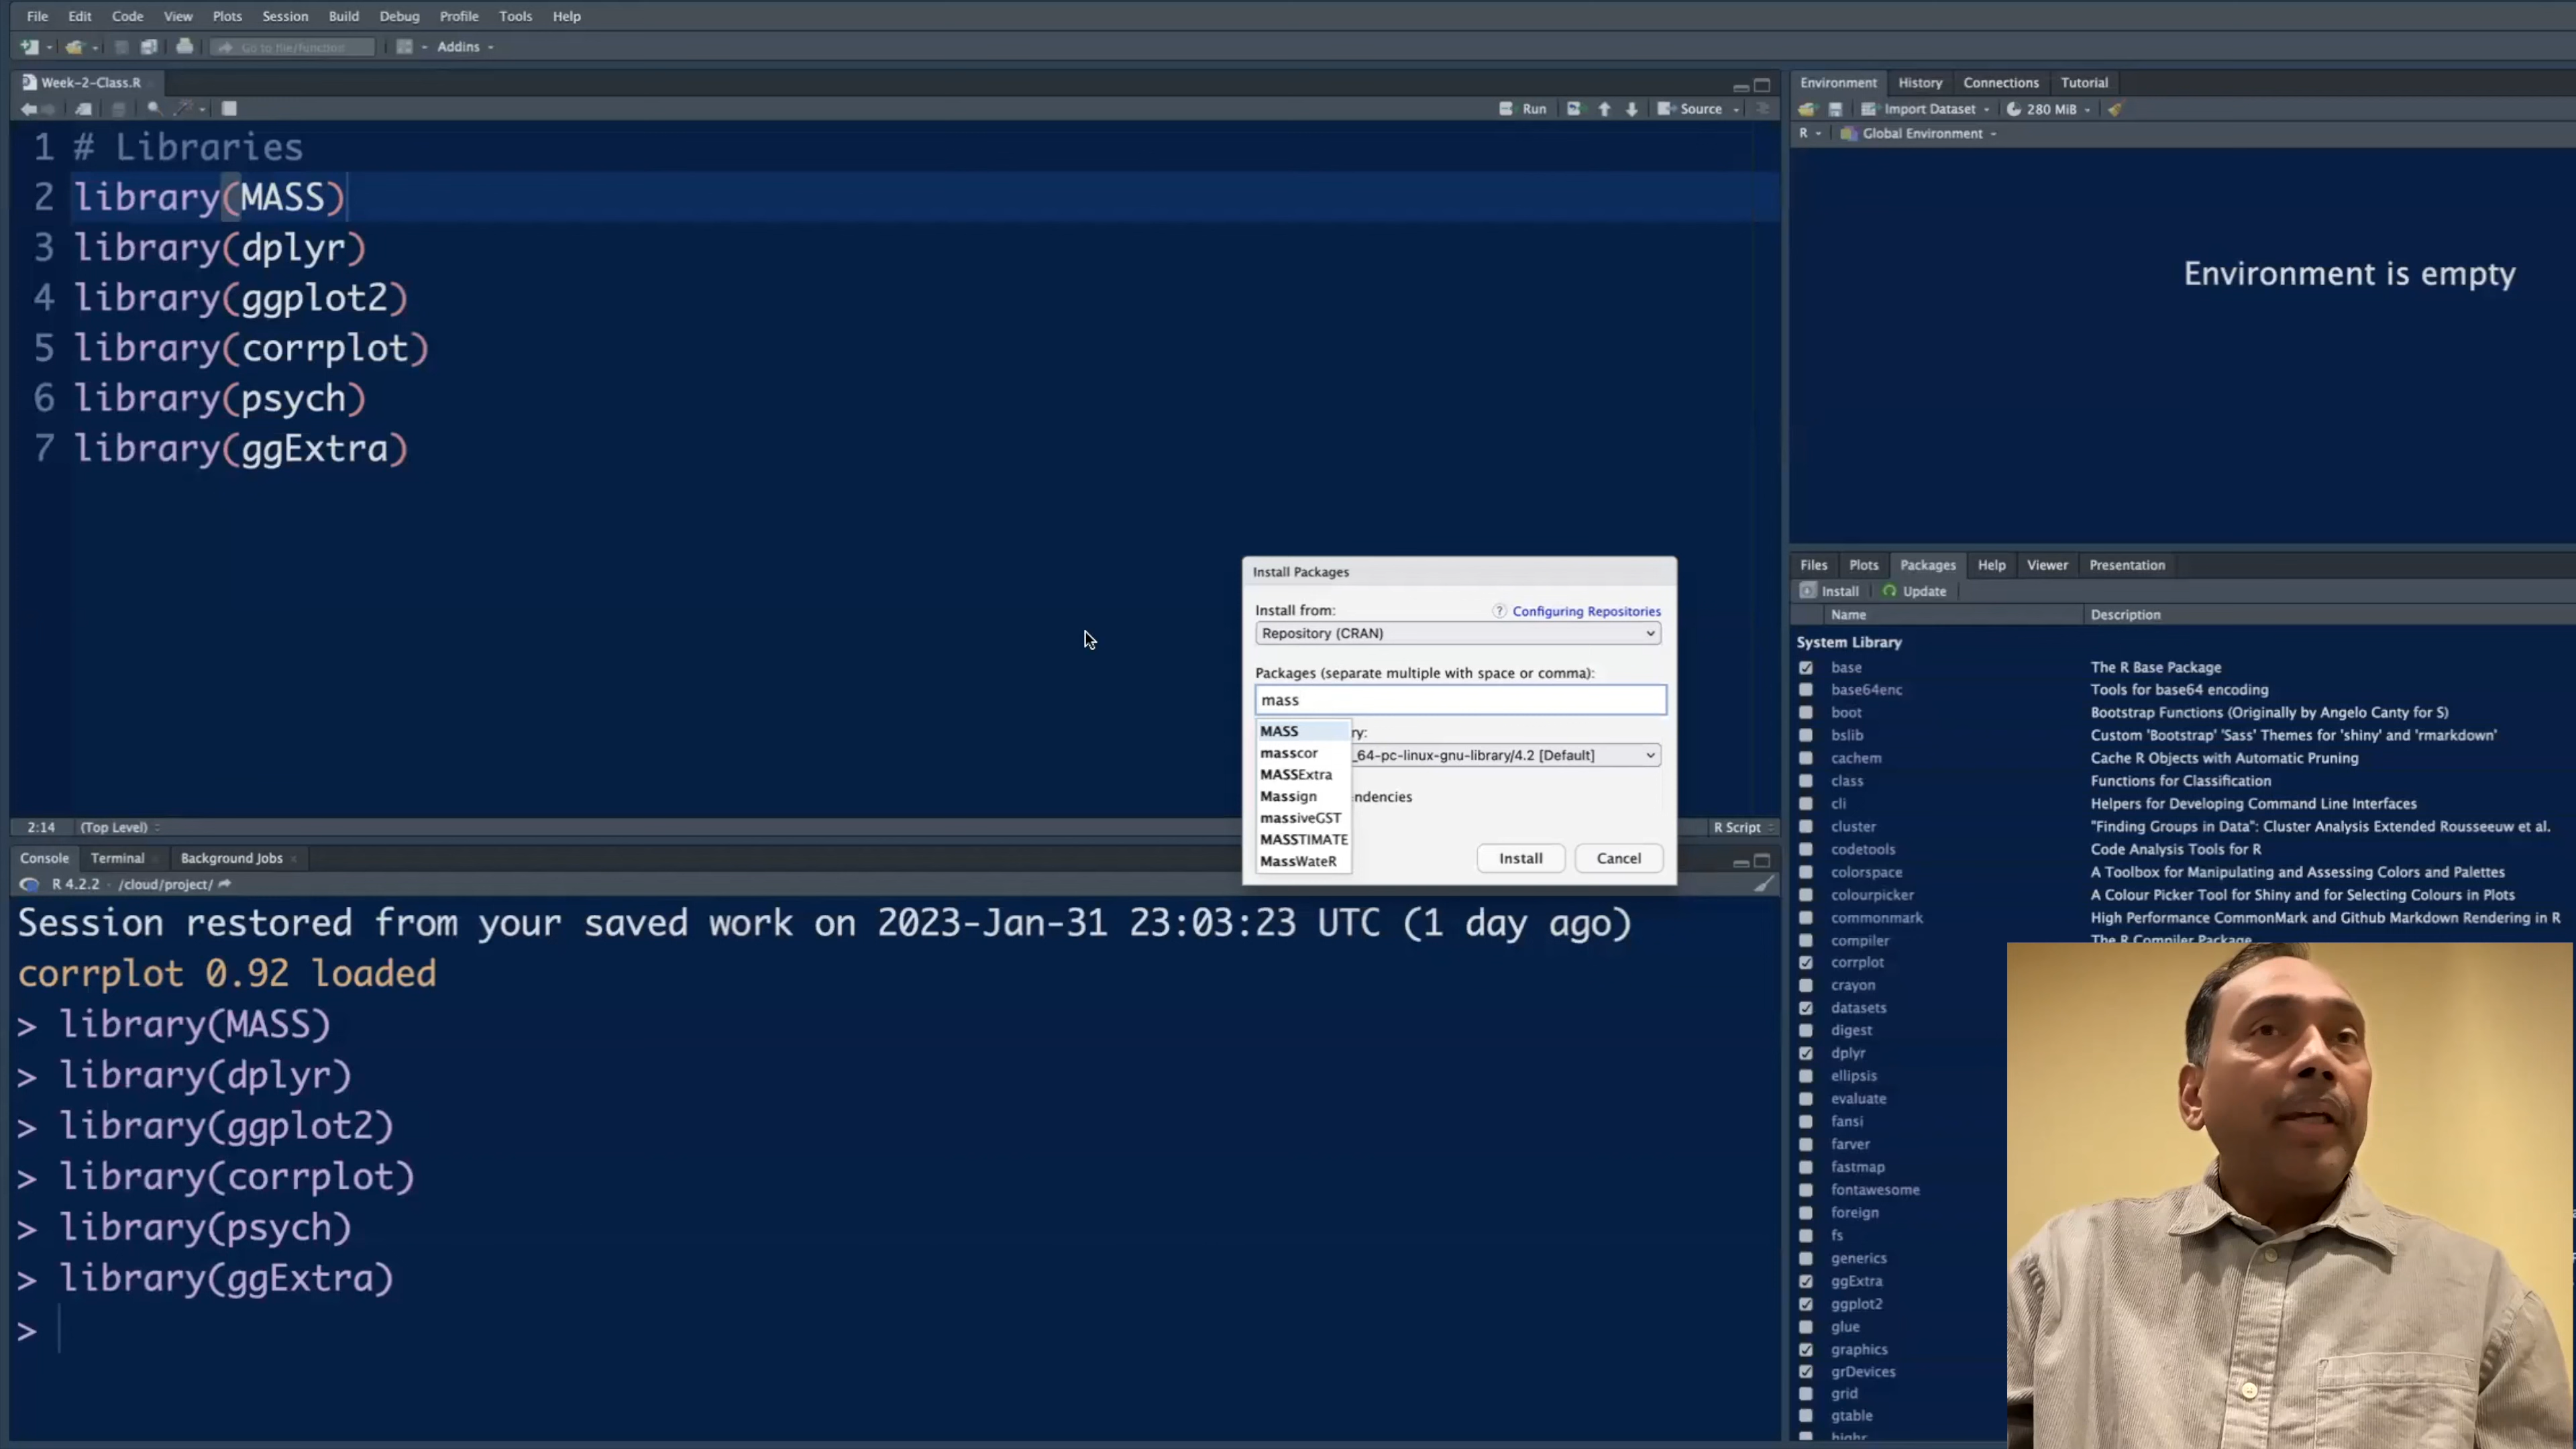 File Edit Code View Plots Session Build Debug Profile Tools Help
Go to file/function Addins
Week-2-Class.R
Run Source
1 # Libraries
2 library(MASS)
3 library(dplyr)
4 library(ggplot2)
5 library(corrplot)
6 library(psych)
7 library(ggExtra)
2:14 (Top Level) R Script
Install Packages
Install from: ? Configuring Repositories
Repository (CRAN)
Packages (separate multiple with space or comma):
mass
MASS
masscor
MASSExtra
Massign
massiveGST
MASSTIMATE
MassWateR
ry:
_64-pc-linux-gnu-library/4.2 [Default]
ndencies
Install Cancel
Console Terminal Background Jobs
R 4.2.2 · /cloud/project/
Session restored from your saved work on 2023-Jan-31 23:03:23 UTC (1 day ago)
corrplot 0.92 loaded
> library(MASS)
> library(dplyr)
> library(ggplot2)
> library(corrplot)
> library(psych)
> library(ggExtra)
>
Environment History Connections Tutorial
Import Dataset 280 MiB
R Global Environment
Environment is empty
Files Plots Packages Help Viewer Presentation
Install Update
Name Description
System Library
base The R Base Package
base64enc Tools for base64 encoding
boot Bootstrap Functions (Originally by Angelo Canty for S)
bslib Custom 'Bootstrap' 'Sass' Themes for 'shiny' and 'rmarkdown'
cachem Cache R Objects with Automatic Pruning
class Functions for Classification
cli Helpers for Developing Command Line Interfaces
cluster "Finding Groups in Data": Cluster Analysis Extended Rousseeuw et al.
codetools Code Analysis Tools for R
colorspace A Toolbox for Manipulating and Assessing Colors and Palettes
colourpicker A Colour Picker Tool for Shiny and for Selecting Colours in Plots
commonmark High Performance CommonMark and Github Markdown Rendering in R
compiler The R Compiler Package
corrplot
crayon
datasets
digest
dplyr
ellipsis
evaluate
fansi
farver
fastmap
fontawesome
foreign
fs
generics
ggExtra
ggplot2
glue
graphics
grDevices
grid
gtable
highr